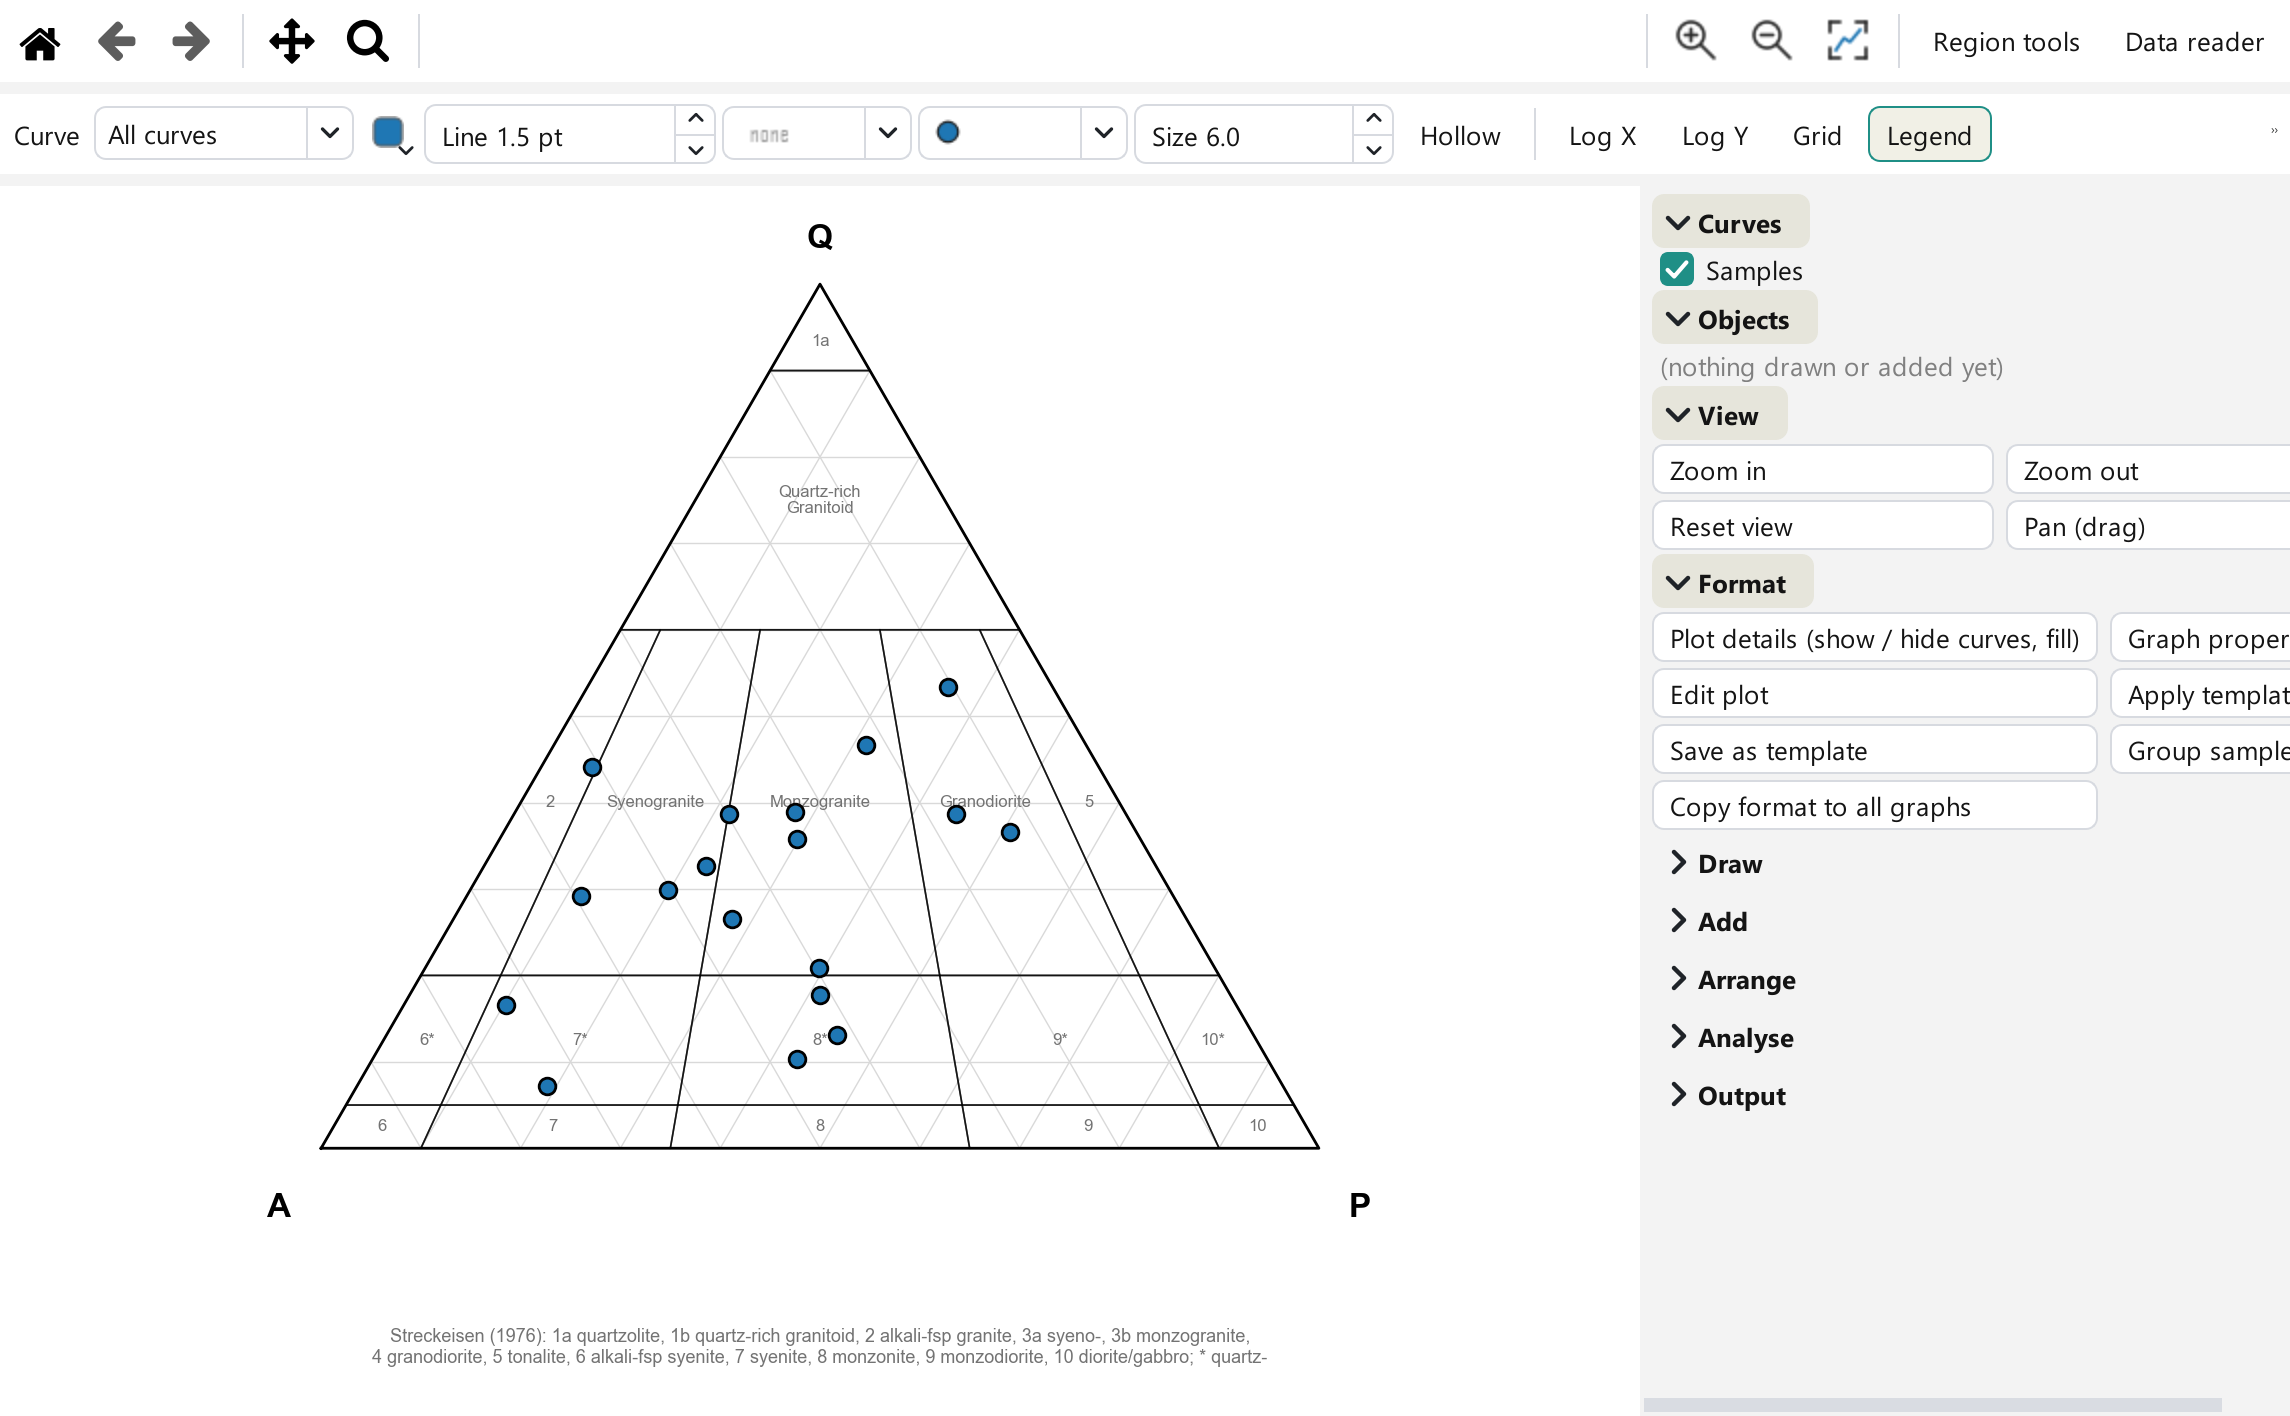 Region tools
Data reader
Curve
All curves
Line 1.5 pt
none
Size 6.0
Hollow
Log X
Log Y
Grid
Legend
»
Q
1a
Quartz-rich
Granitoid
2
Syenogranite
Monzogranite
Granodiorite
5
6*
7*
8*
9*
10*
6
7
8
9
10
A
P
Streckeisen (1976): 1a quartzolite, 1b quartz-rich granitoid, 2 alkali-fsp granite, 3a syeno-, 3b monzogranite,
4 granodiorite, 5 tonalite, 6 alkali-fsp syenite, 7 syenite, 8 monzonite, 9 monzodiorite, 10 diorite/gabbro; * quartz-
Curves
Samples
Objects
(nothing drawn or added yet)
View
Zoom in
Zoom out
Reset view
Pan (drag)
Format
Plot details (show / hide curves, fill)
Graph proper
Edit plot
Apply templat
Save as template
Group sample
Copy format to all graphs
Draw
Add
Arrange
Analyse
Output